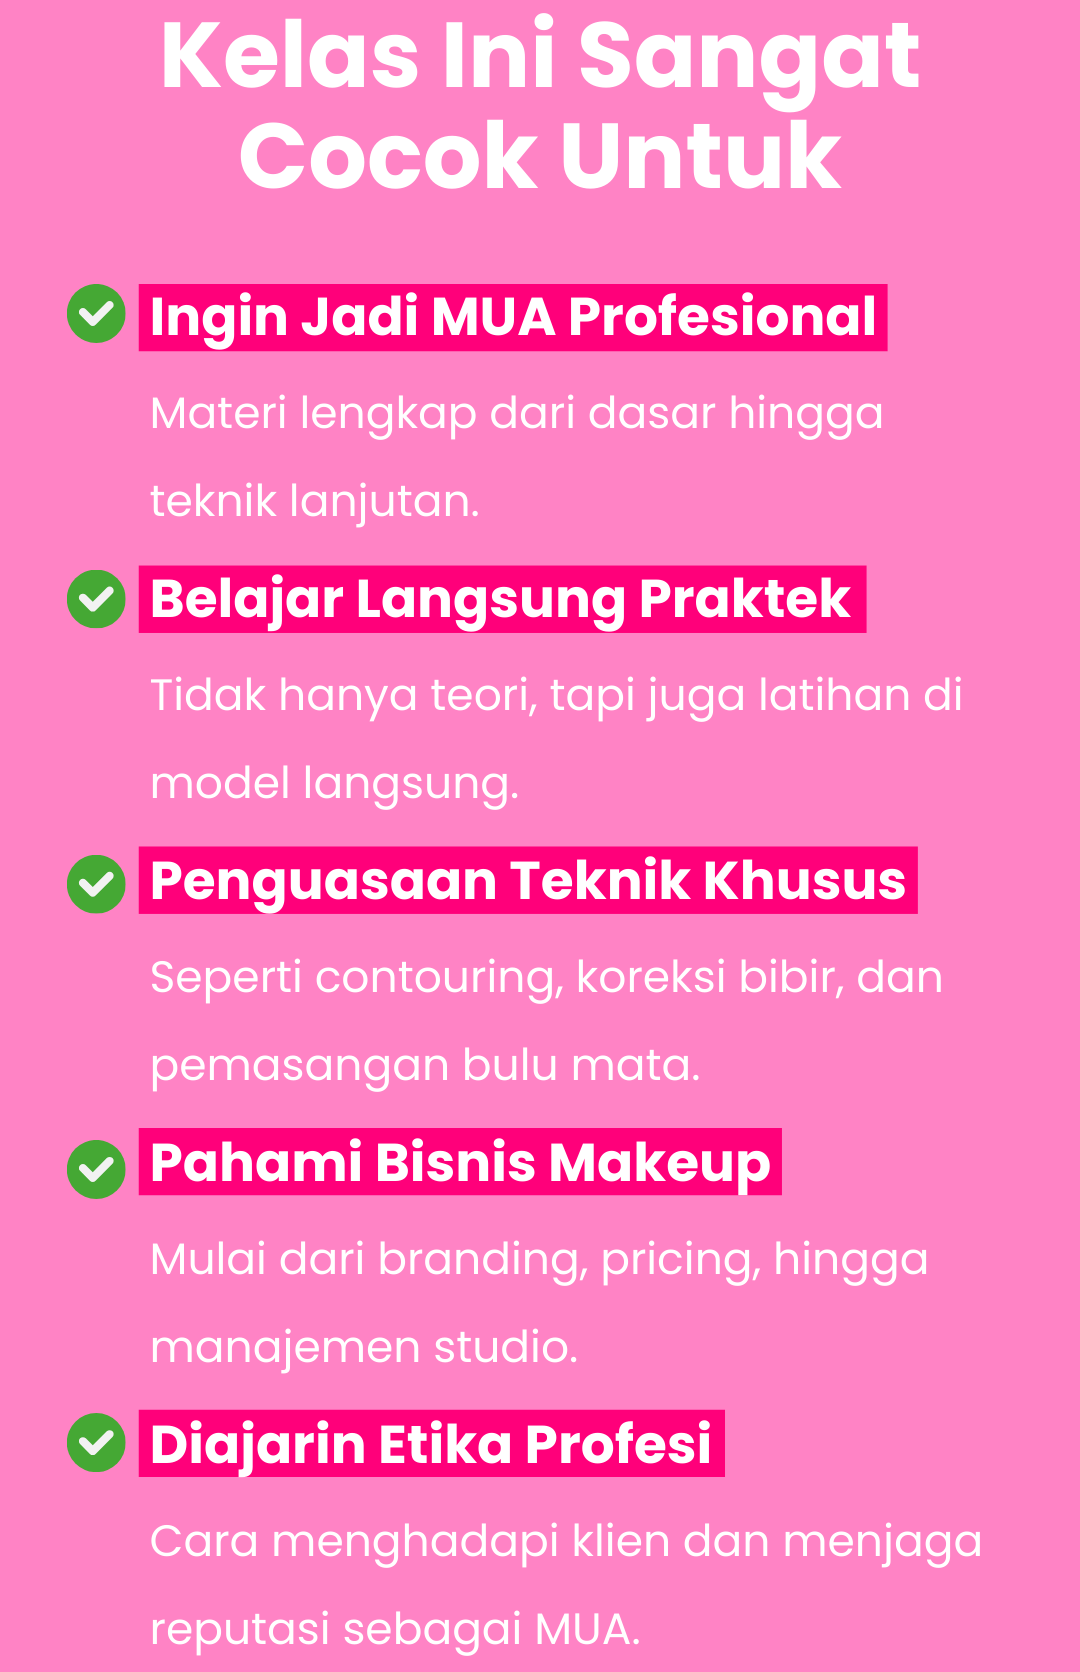 Kelas Ini Sangat
Cocok Untuk
Ingin Jadi MUA Profesional
Materi lengkap dari dasar hingga
teknik lanjutan.
Belajar Langsung Praktek
Tidak hanya teori, tapi juga latihan di
model langsung.
Penguasaan Teknik Khusus
Seperti contouring, koreksi bibir, dan
pemasangan bulu mata.
Pahami Bisnis Makeup
Mulai dari branding, pricing, hingga
manajemen studio.
Diajarin Etika Profesi
Cara menghadapi klien dan menjaga
reputasi sebagai MUA.